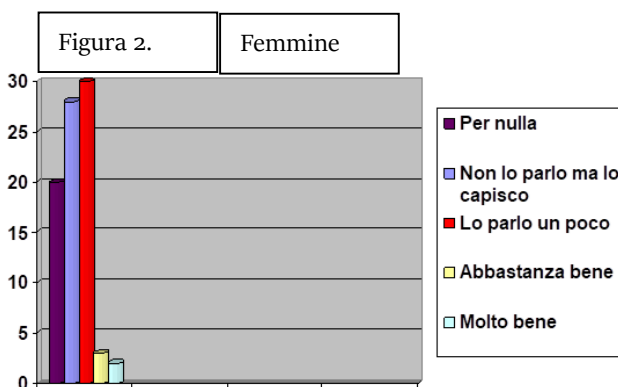 Figura 2.
Femmine
30
25
20
15
10
5
0
Per nulla
Non lo parlo ma lo
capisco
Lo parlo un poco
Abbastanza bene
Molto bene